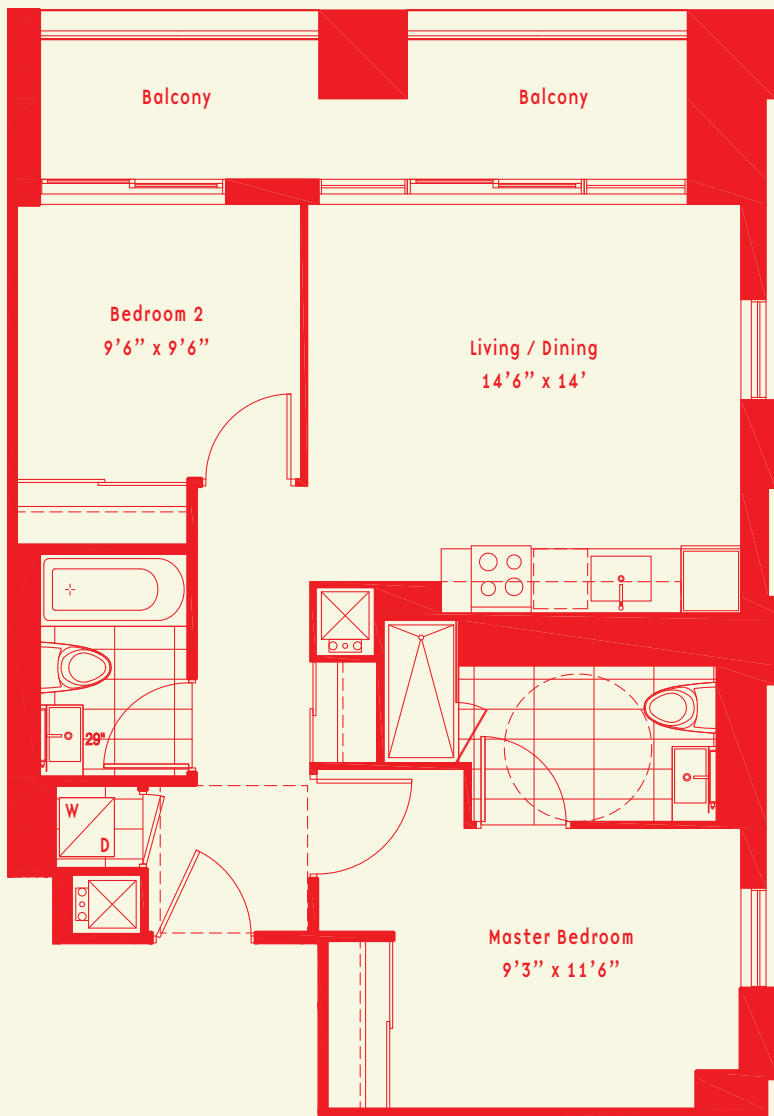 Balcony
Balcony
Bedroom 2
9’6” x 9’6”
Living / Dining
14’6” x 14’
29"
W
D
Master Bedroom
9’3” x 11’6”